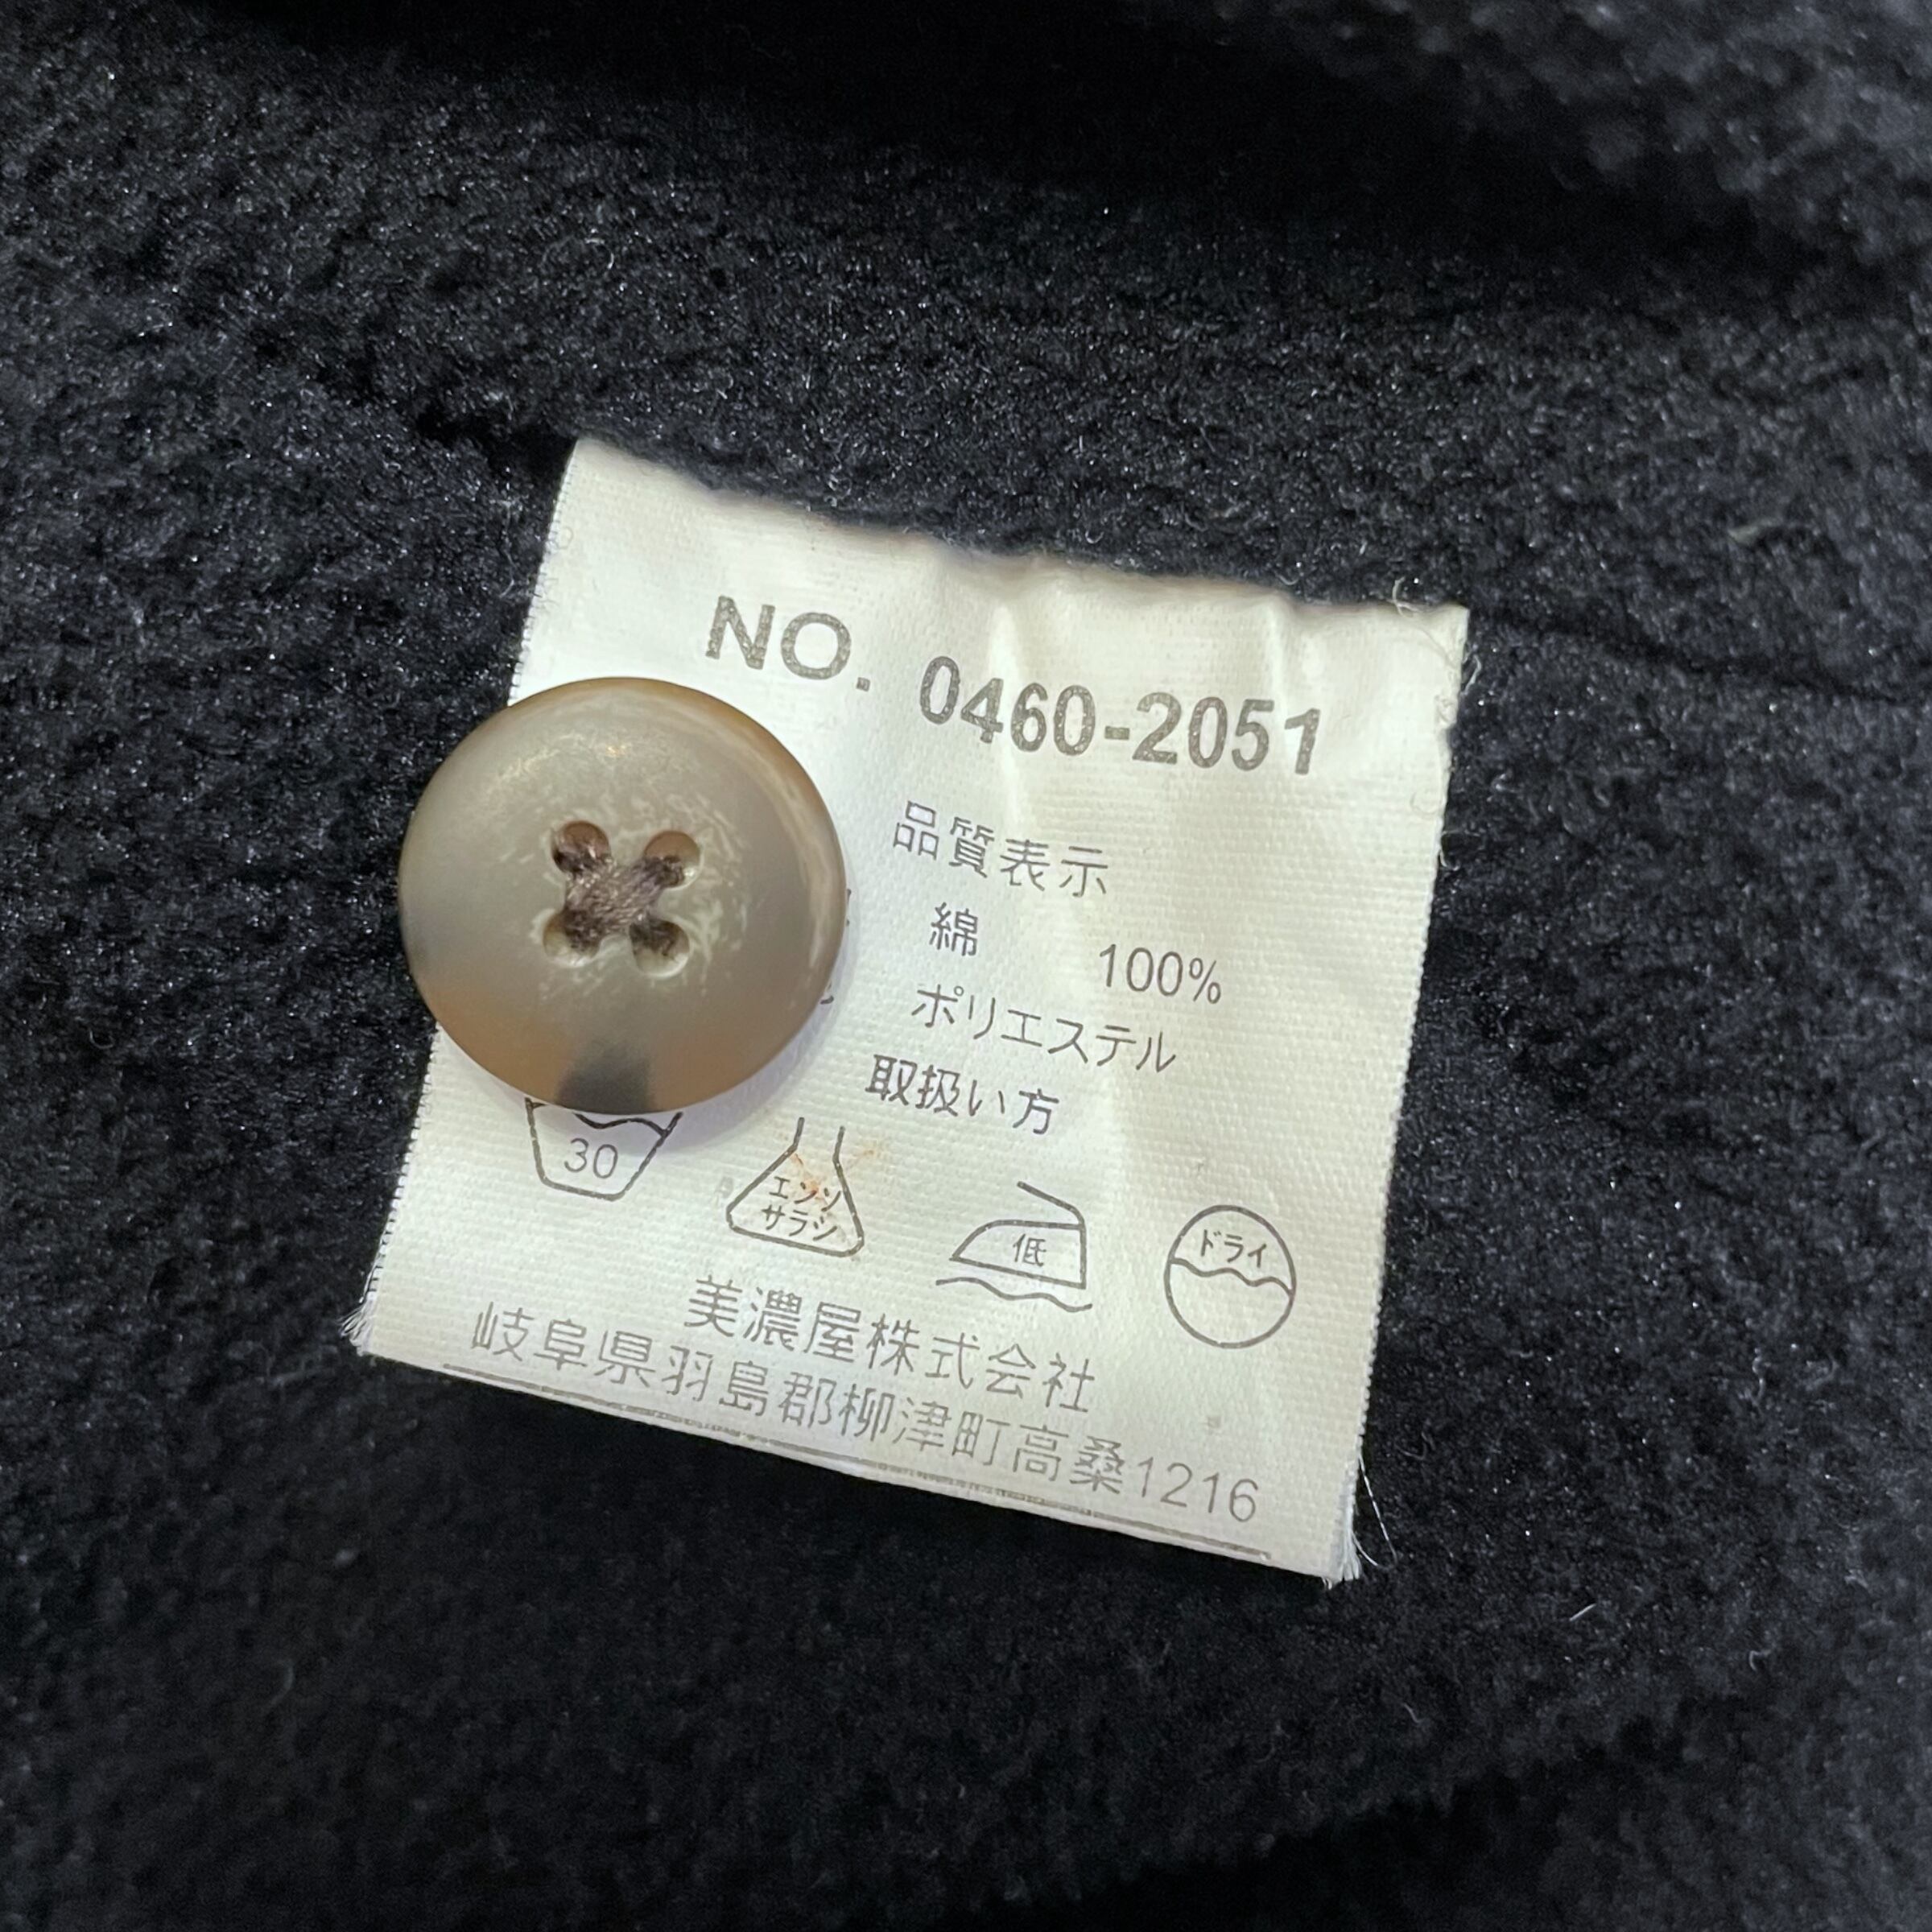 NO. 0460-2051
品質表示
綿 100%
ポリエステル
取扱い方
30
エンソ
サラシ
低
ドライ
美濃屋株式会社
岐阜県羽島郡柳津町高桑1216